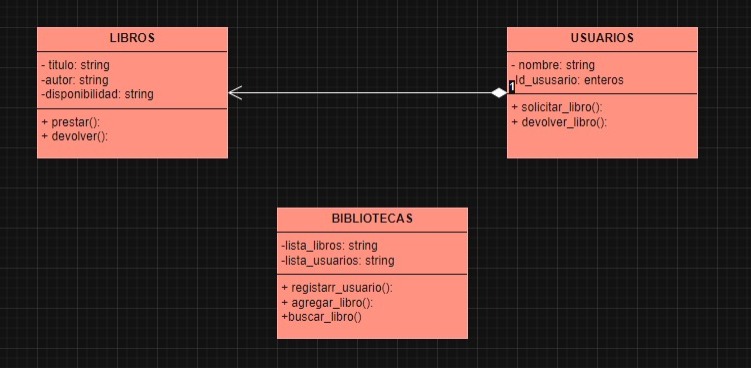 LIBROS
- titulo: string
-autor: string
-disponibilidad: string
+ prestar():
+ devolver():
USUARIOS
- nombre: string
Id_ususario: enteros
1
+ solicitar_libro():
+ devolver_libro():
BIBLIOTECAS
-lista_libros: string
-lista_usuarios: string
+ registarr_usuario():
+ agregar_libro():
+buscar_libro()